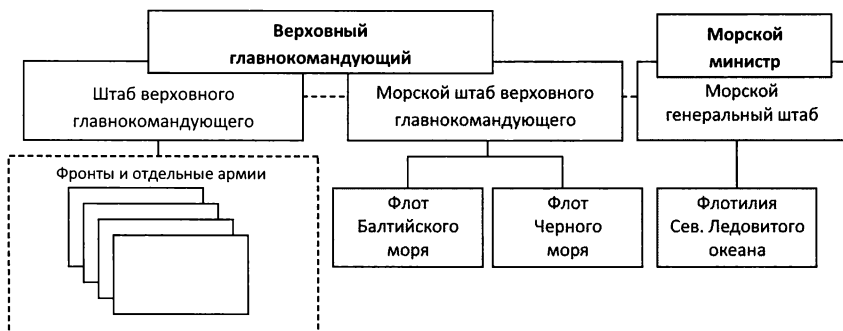 Верховный
главнокомандующий
Морской
министр
Штаб верховного
главнокомандующего
Морской штаб верховного
главнокомандующего
Морской
генеральный штаб
Фронты и отдельные армии
Флот
Балтийского
моря
Флот
Черного
моря
Флотилия
Сев. Ледовитого
океана